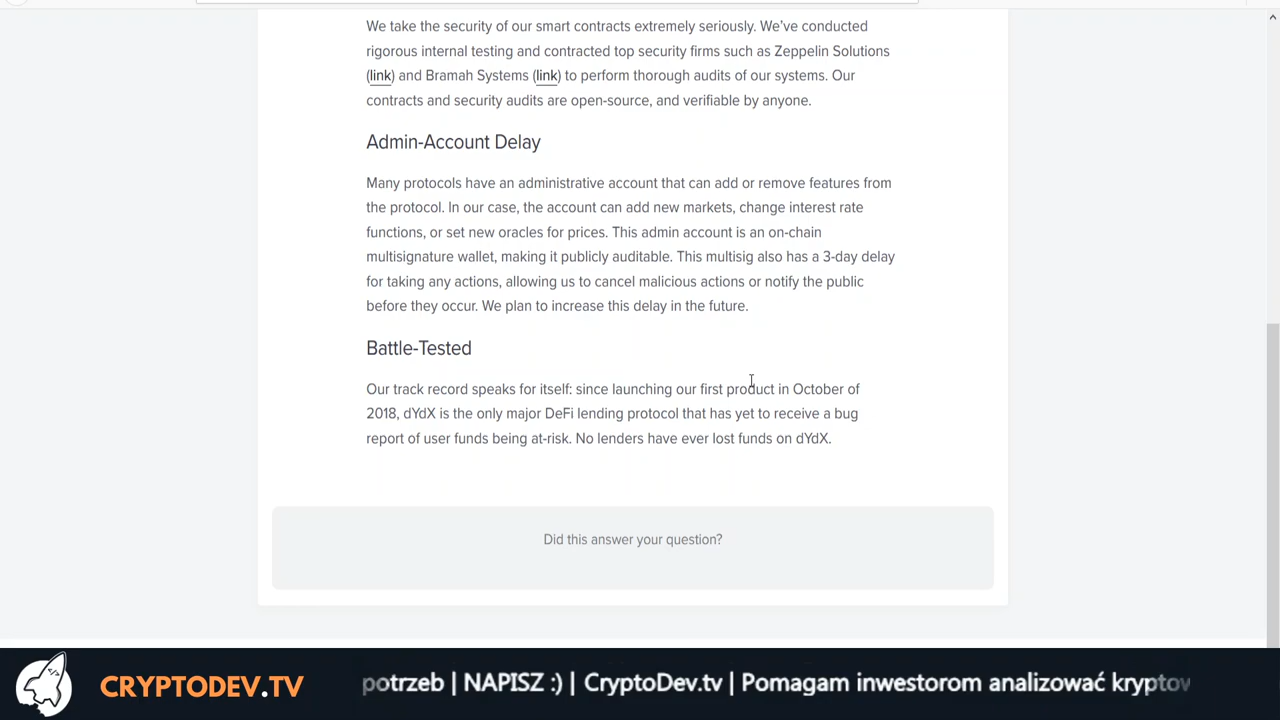 We take the security of our smart contracts extremely seriously. We've conducted
rigorous internal testing and contracted top security firms such as Zeppelin Solutions
(link) and Bramah Systems (link) to perform thorough audits of our systems. Our
contracts and security audits are open-source, and verifiable by anyone.
Admin-Account Delay
Many protocols have an administrative account that can add or remove features from
the protocol. In our case, the account can add new markets, change interest rate
functions, or set new oracles for prices. This admin account is an on-chain
multisignature wallet, making it publicly auditable. This multisig also has a 3-day delay
for taking any actions, allowing us to cancel malicious actions or notify the public
before they occur. We plan to increase this delay in the future.
Battle-Tested
Our track record speaks for itself: since launching our first product in October of
2018, dYdX is the only major DeFi lending protocol that has yet to receive a bug
report of user funds being at-risk. No lenders have ever lost funds on dYdX.
Did this answer your question?
CRYPTODEV.TV
potrzeb | NAPISZ :) | CryptoDev.tv | Pomagam inwestorom analizować kryptow